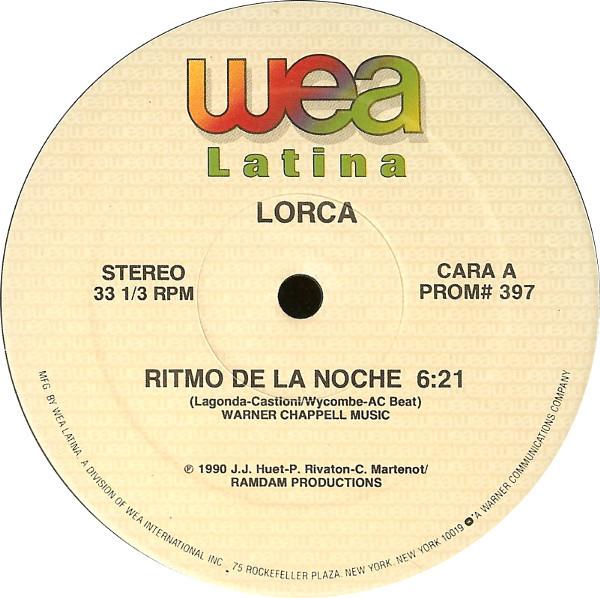 wea
Latina
LORCA
STEREO
33 1/3 RPM
CARA A
PROM# 397
RITMO DE LA NOCHE 6:21
(Lagonda-Castioni/Wycombe-AC Beat)
WARNER CHAPPELL MUSIC
℗ 1990 J.J. Huet-P. Rivaton-C. Martenot/
RAMDAM PRODUCTIONS
MFG. BY WEA LATINA, A DIVISION OF WEA INTERNATIONAL INC., 75 ROCKEFELLER PLAZA, NEW YORK, NEW YORK 10019 A WARNER COMMUNICATIONS COMPANY